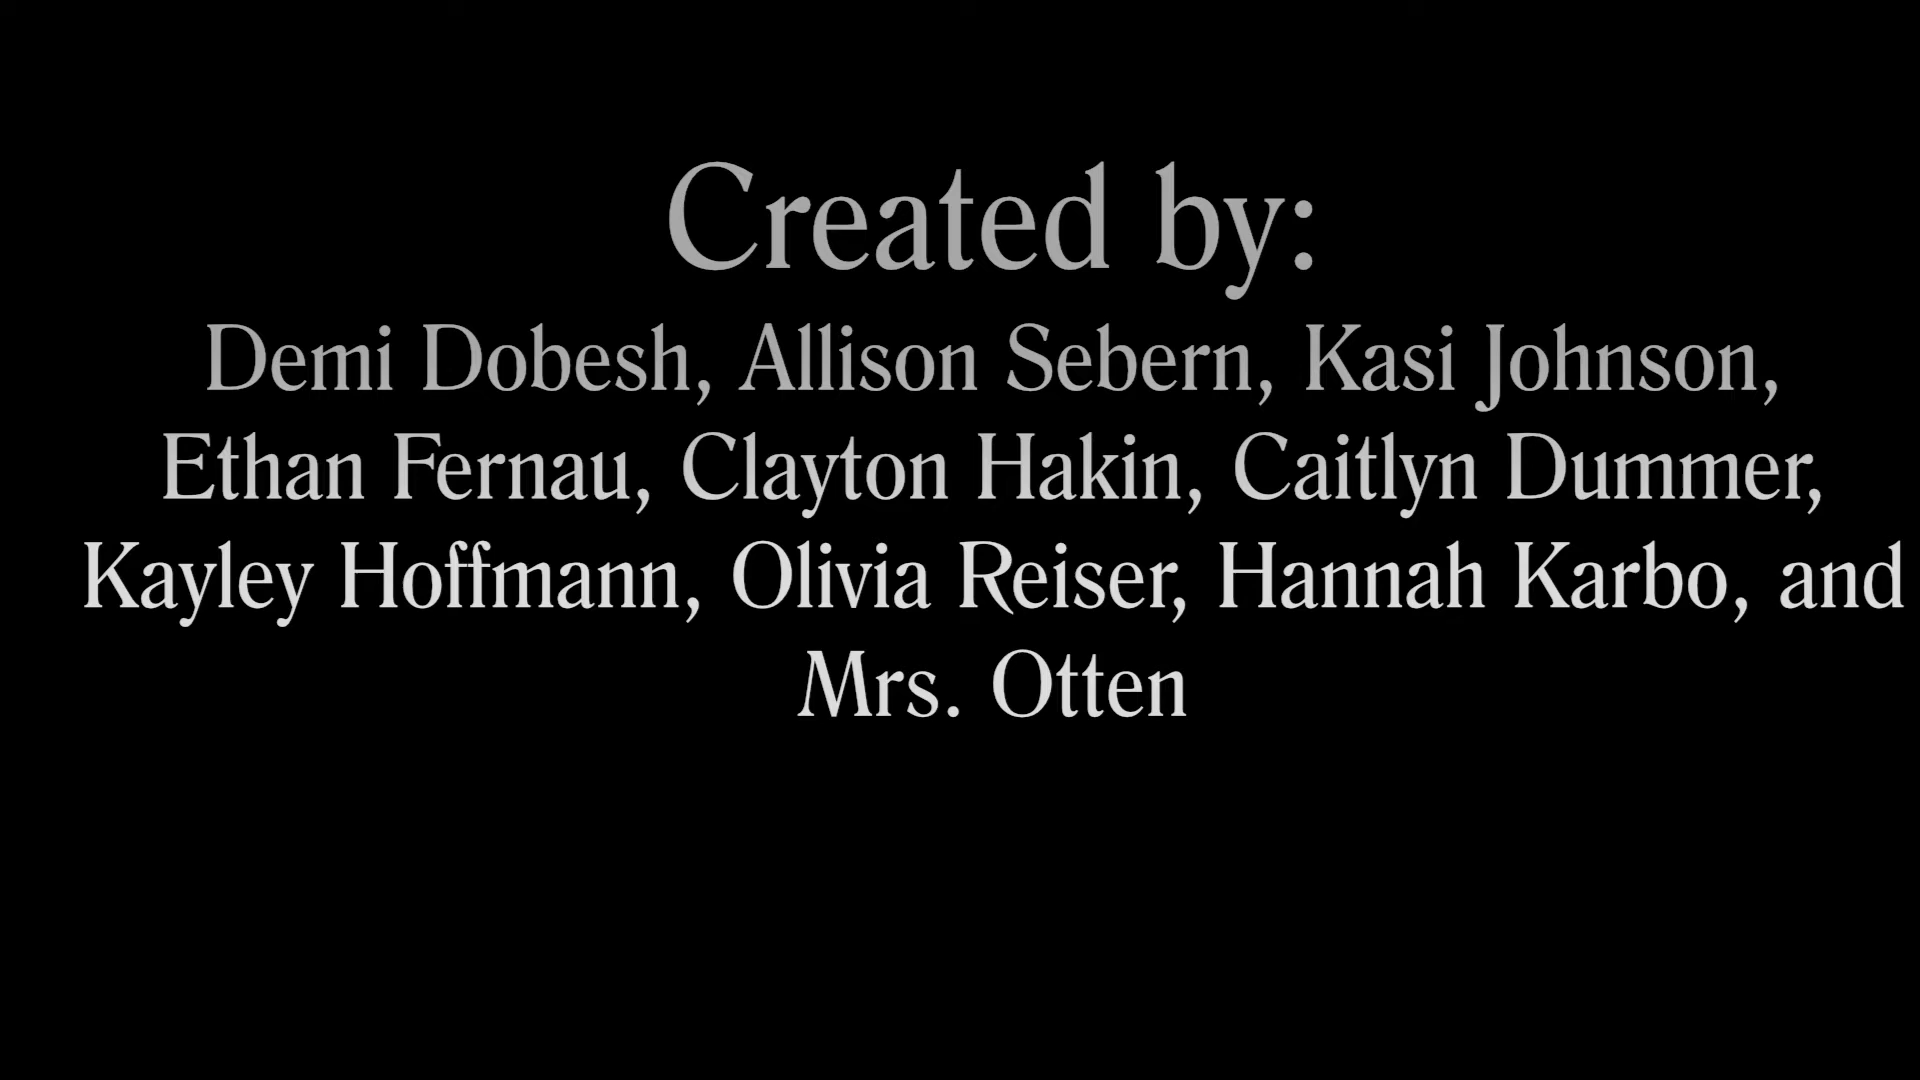 Created by:
Demi Dobesh, Allison Sebern, Kasi Johnson,
Ethan Fernau, Clayton Hakin, Caitlyn Dummer,
Kayley Hoffmann, Olivia Reiser, Hannah Karbo, and
Mrs. Otten